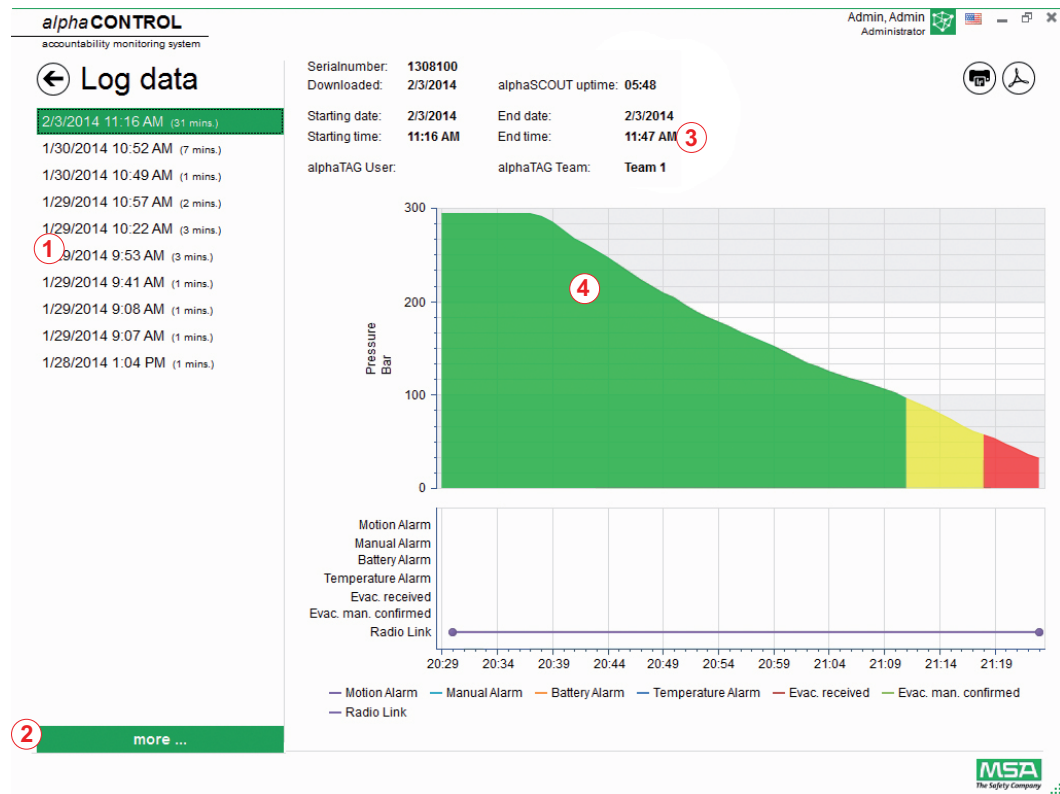 alphaCONTROL
accountability monitoring system
Admin, Admin
Administrator
Log data
2/3/2014 11:16 AM (31 mins.)
1/30/2014 10:52 AM (7 mins.)
1/30/2014 10:49 AM (1 mins.)
1/29/2014 10:57 AM (2 mins.)
1/29/2014 10:22 AM (3 mins.)
1
9/2014 9:53 AM (3 mins.)
1/29/2014 9:41 AM (1 mins.)
1/29/2014 9:08 AM (1 mins.)
1/29/2014 9:07 AM (1 mins.)
1/28/2014 1:04 PM (1 mins.)
2
more ...
Serialnumber: 1308100
Downloaded: 2/3/2014 alphaSCOUT uptime: 05:48
Starting date: 2/3/2014 End date: 2/3/2014
Starting time: 11:16 AM End time: 11:47 AM
3
alphaTAG User: alphaTAG Team: Team 1
300
200
100
0
Pressure
Bar
4
Motion Alarm
Manual Alarm
Battery Alarm
Temperature Alarm
Evac. received
Evac. man. confirmed
Radio Link
20:29 20:34 20:39 20:44 20:49 20:54 20:59 21:04 21:09 21:14 21:19
Motion Alarm Manual Alarm Battery Alarm Temperature Alarm Evac. received Evac. man. confirmed
Radio Link
MSA
The Safety Company